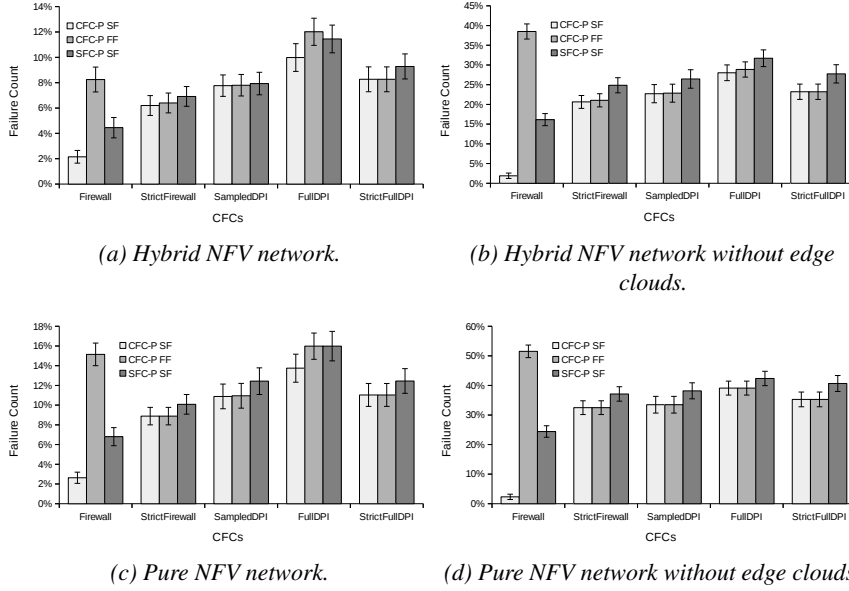 14%
12%
10%
8%
6%
4%
2%
0%
Failure Count
CFC-P SF
CFC-P FF
SFC-P SF
Firewall StrictFirewall SampledDPI FullDPI StrictFullDPI
CFCs
(a) Hybrid NFV network.
45%
40%
35%
30%
25%
20%
15%
10%
5%
0%
Failure Count
CFC-P SF
CFC-P FF
SFC-P SF
Firewall StrictFirewall SampledDPI FullDPI StrictFullDPI
CFCs
(b) Hybrid NFV network without edge
clouds.
18%
16%
14%
12%
10%
8%
6%
4%
2%
0%
Failure Count
CFC-P SF
CFC-P FF
SFC-P SF
Firewall StrictFirewall SampledDPI FullDPI StrictFullDPI
CFCs
(c) Pure NFV network.
60%
50%
40%
30%
20%
10%
0%
Failure Count
CFC-P SF
CFC-P FF
SFC-P SF
Firewall StrictFirewall SampledDPI FullDPI StrictFullDPI
CFCs
(d) Pure NFV network without edge clouds